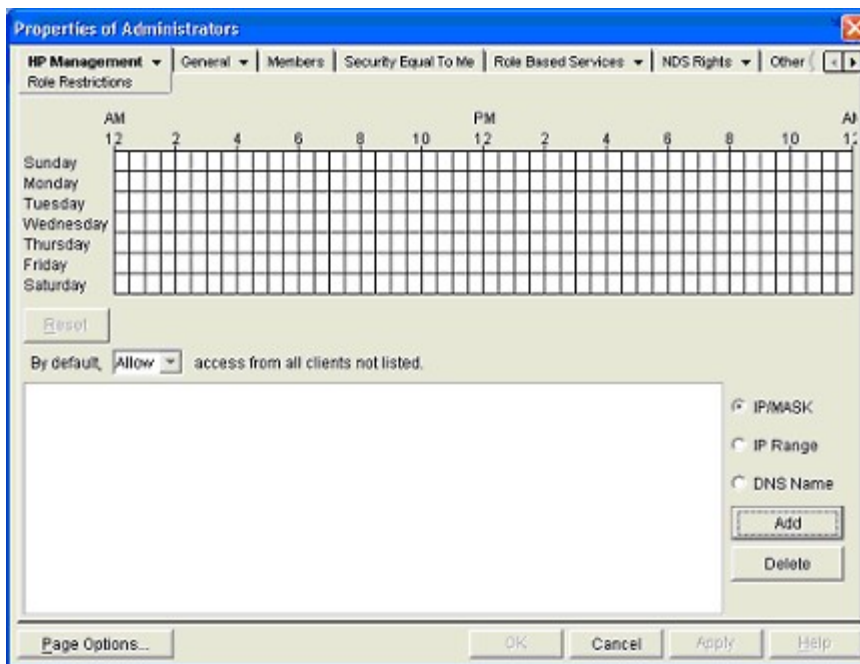 Properties of Administrators
HP Management General Members Security Equal To Me Role Based Services NDS Rights Other
Role Restrictions
AM PM AM
12 2 4 6 8 10 12 2 4 6 8 10 12
Sunday
Monday
Tuesday
Wednesday
Thursday
Friday
Saturday
Reset
By default, Allow access from all clients not listed.
IP/MASK
IP Range
DNS Name
Add
Delete
Page Options... OK Cancel Apply Help